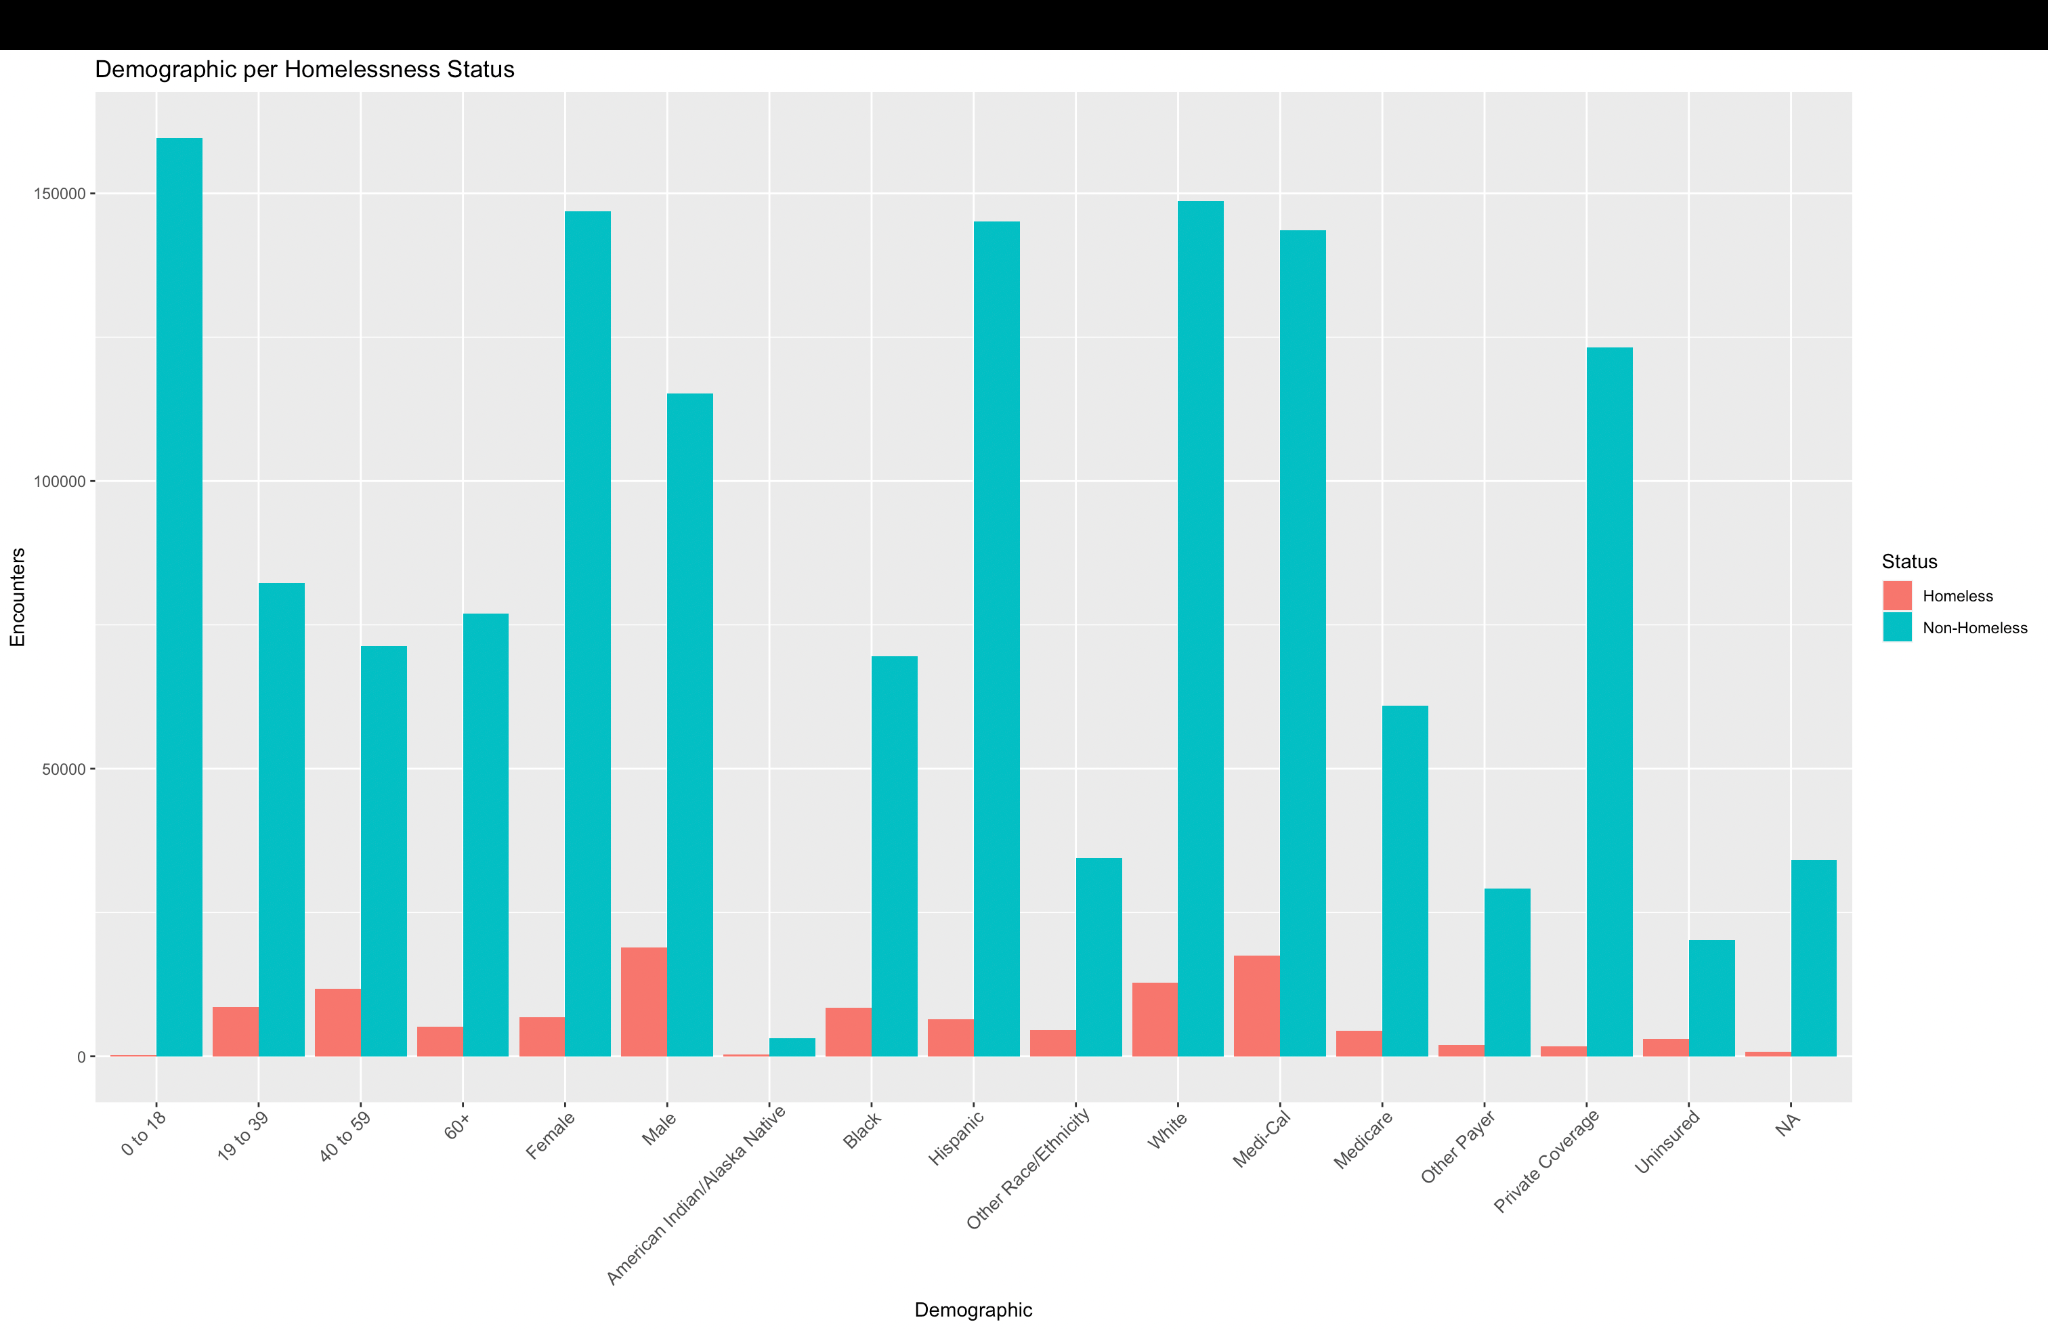 Demographic per Homelessness Status
150000
100000
50000
0
Encounters
0 to 18
19 to 39
40 to 59
60+
Female
Male
American Indian/Alaska Native
Black
Hispanic
Other Race/Ethnicity
White
Medi-Cal
Medicare
Other Payer
Private Coverage
Uninsured
NA
Demographic
Status
Homeless
Non-Homeless